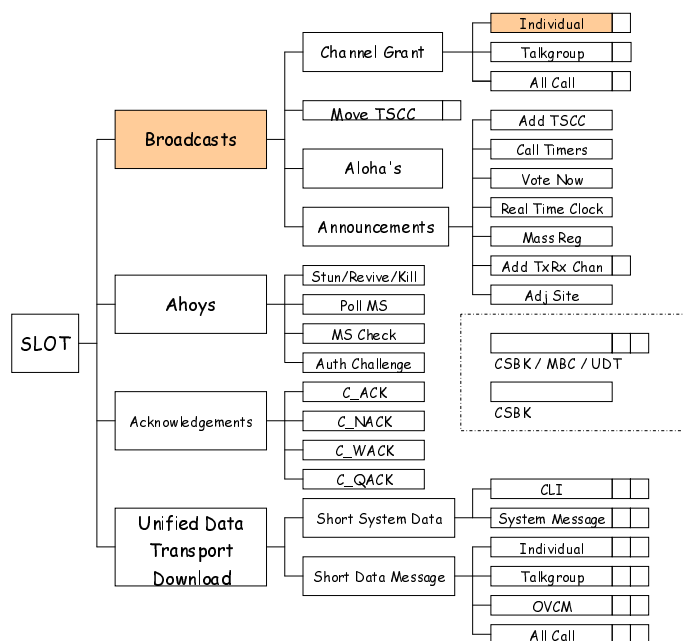 SLOT
Broadcasts
Channel Grant
Individual
Talkgroup
All Call
Move TSCC
Aloha's
Announcements
Add TSCC
Call Timers
Vote Now
Real Time Clock
Mass Reg
Add TxRx Chan
Adj Site
Ahoys
Stun/Revive/Kill
Poll MS
MS Check
Auth Challenge
Acknowledgements
C_ACK
C_NACK
C_WACK
C_QACK
Unified Data
Transport
Download
Short System Data
CLI
System Message
Short Data Message
Individual
Talkgroup
OVCM
All Call
CSBK / MBC / UDT
CSBK